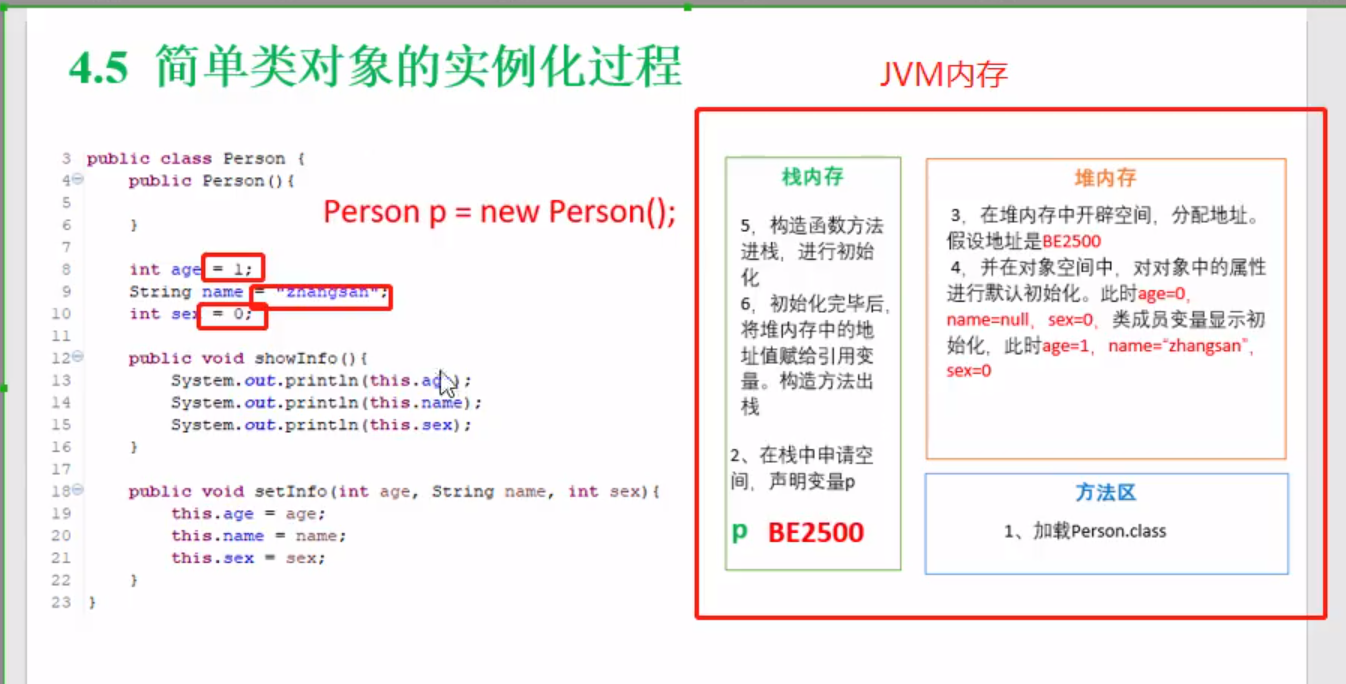 4.5 简单类对象的实例化过程
JVM内存
3 public class Person {
4 public Person(){
5
6 }
7
8 int age = 1;
9 String name = "zhangsan";
10 int sex = 0;
11
12 public void showInfo(){
13 System.out.println(this.age);
14 System.out.println(this.name);
15 System.out.println(this.sex);
16 }
17
18 public void setInfo(int age, String name, int sex){
19 this.age = age;
20 this.name = name;
21 this.sex = sex;
22 }
23 }
Person p = new Person();
栈内存
5，构造函数方法
进栈，进行初始
化
6，初始化完毕后，
将堆内存中的地
址值赋给引用变
量。构造方法出
栈
2、在栈中申请空
间，声明变量p
p BE2500
堆内存
3，在堆内存中开辟空间，分配地址。
假设地址是BE2500
4，并在对象空间中，对对象中的属性
进行默认初始化。此时age=0，
name=null，sex=0，类成员变量显示初
始化，此时age=1，name=“zhangsan”，
sex=0
方法区
1、加载Person.class